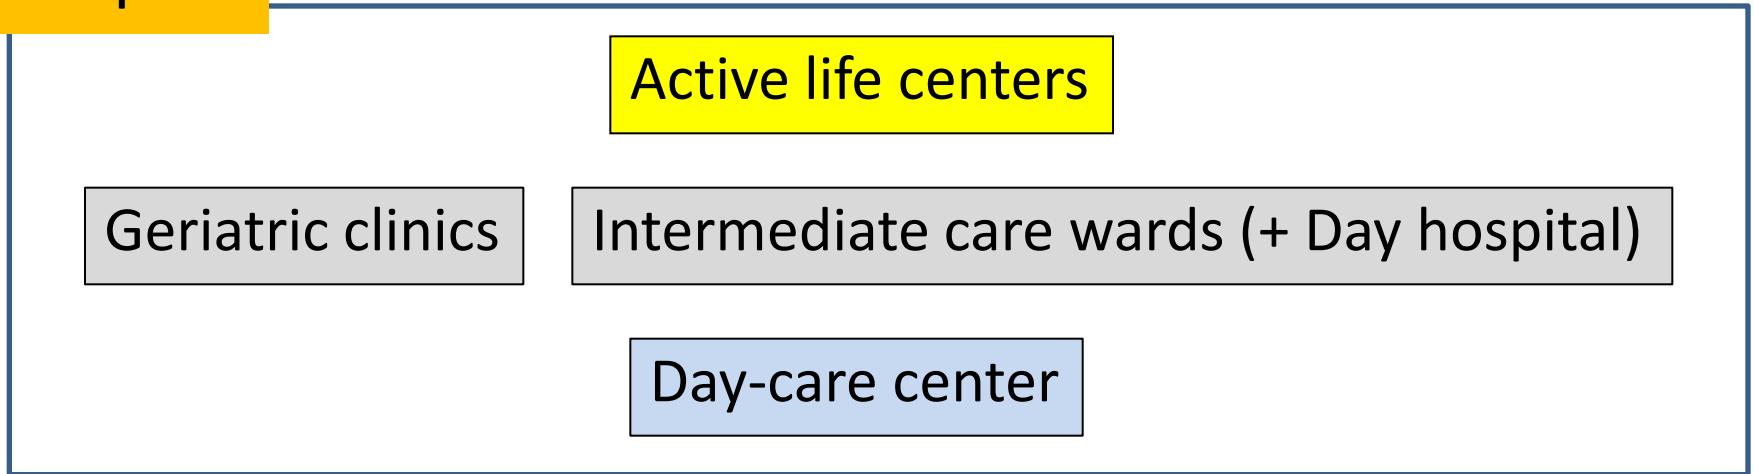 Active life centers
Geriatric clinics
Intermediate care wards (+ Day hospital)
Day-care center